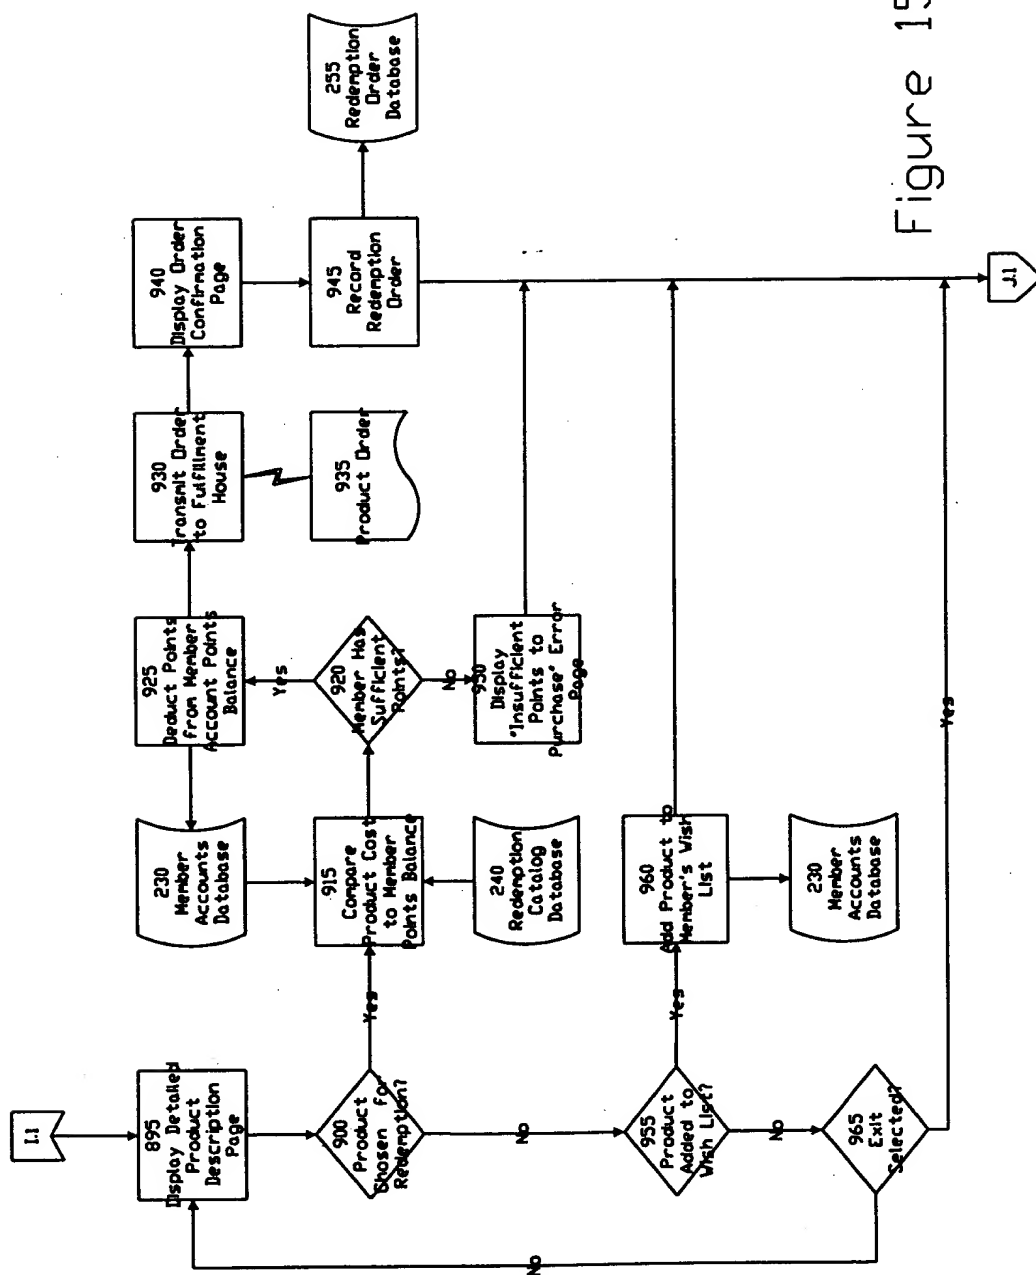 I.1
895
Display Detailed
Product
Description
Page
900
Product
Chosen for
Redemption?
Yes
No
230
Member
Accounts
Database
915
Compare
Product Cost
to Member
Points Balance
240
Redemption
Catalog
Database
920
Member Has
Sufficient
Points?
Yes
No
925
Deduct Points
from Member
Account Points
Balance
930
Transmit Order
to Fulfillment
House
935
Product Order
940
Display Order
Confirmation
Page
945
Record
Redemption
Order
255
Redemption
Order
Database
950
Display
"Insufficient
Points to
Purchase" Error
Page
955
Product
Added to
Wish List?
Yes
No
960
Add Product to
Member's Wish
List
230
Member
Accounts
Database
965
Exit
Selected?
Yes
No
J.1
Figure 15